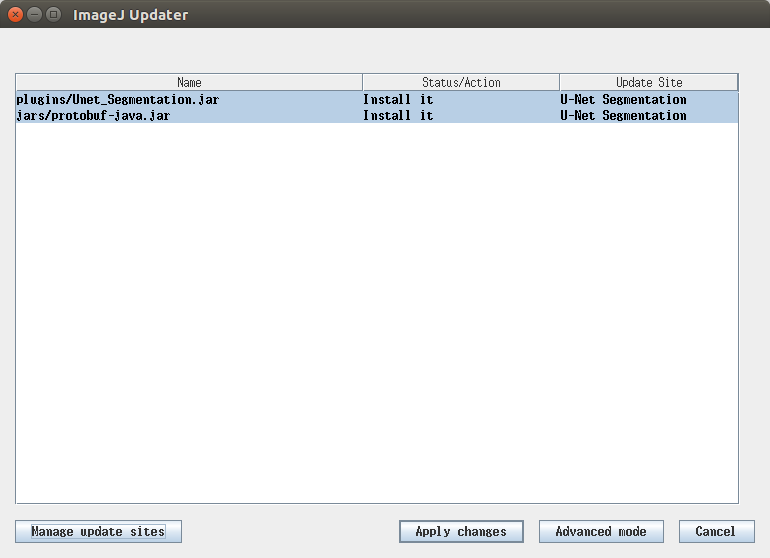 ImageJ Updater
Name Status/Action Update Site
plugins/Unet_Segmentation.jar Install it U-Net Segmentation
jars/protobuf-java.jar Install it U-Net Segmentation
Manage update sites Apply changes Advanced mode Cancel